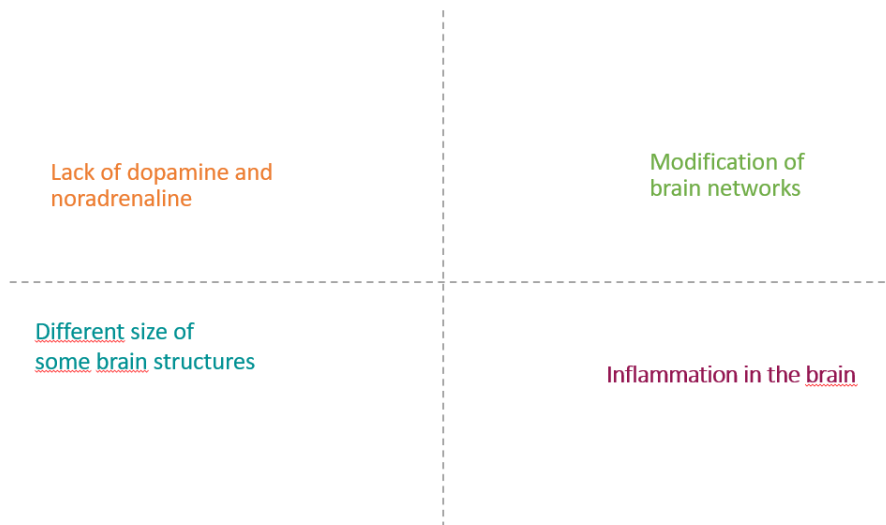 Lack of dopamine and
noradrenaline
Modification of
brain networks
Different size of
some brain structures
Inflammation in the brain